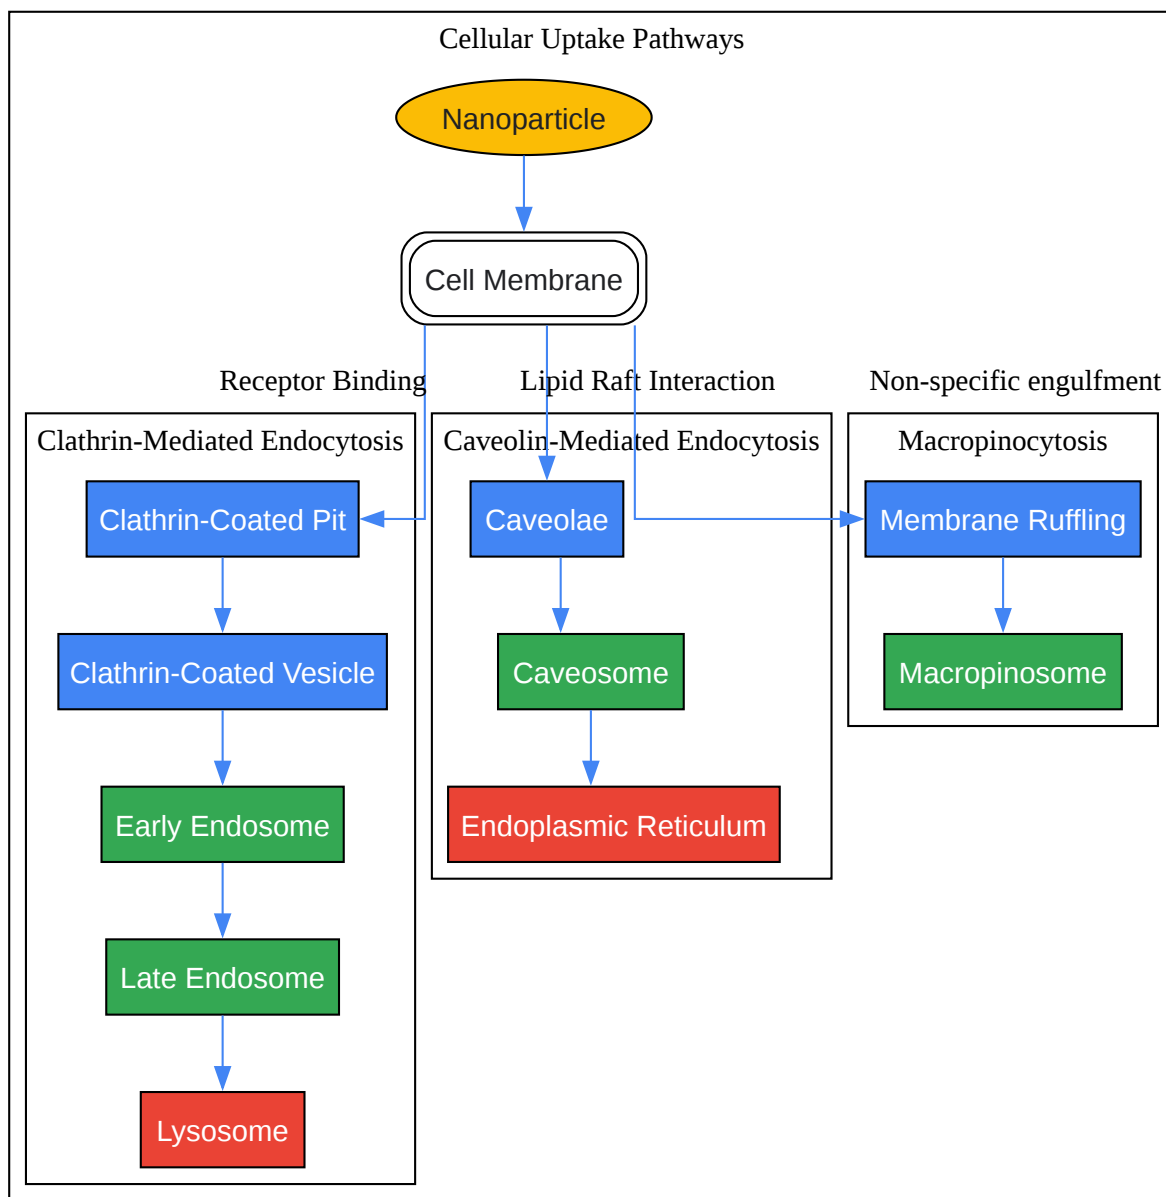 Cellular Uptake Pathways
Nanoparticle
Cell Membrane
Receptor Binding
Lipid Raft Interaction
Non-specific engulfment
Clathrin-Mediated Endocytosis
Clathrin-Coated Pit
Clathrin-Coated Vesicle
Early Endosome
Late Endosome
Lysosome
Caveolin-Mediated Endocytosis
Caveolae
Caveosome
Endoplasmic Reticulum
Macropinocytosis
Membrane Ruffling
Macropinosome